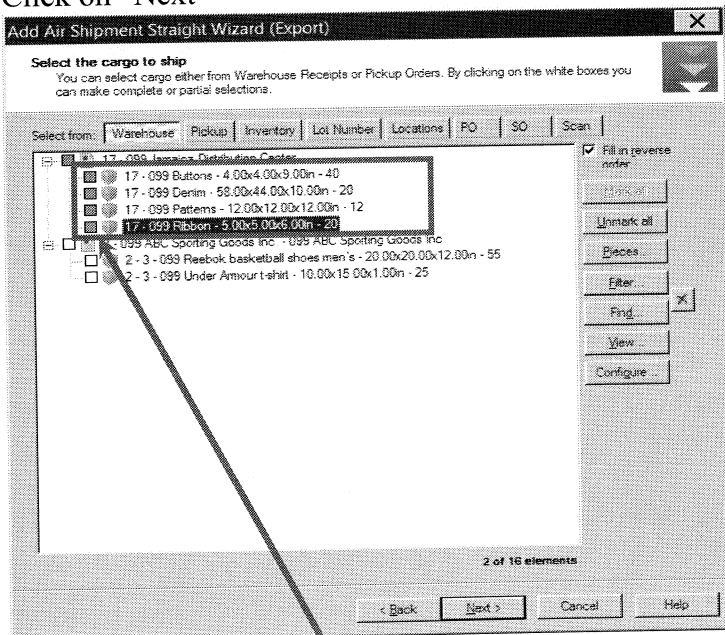 Click on "Next"
Add Air Shipment Straight Wizard (Export)
Select the cargo to ship
You can select cargo either from Warehouse Receipts or Pickup Orders. By clicking on the white boxes you
can make complete or partial selections.
Select from: Warehouse Pickup Inventory Lot Number Locations PO SO Scan
17 - 099 Jamaica Distribution Center
17 - 099 Buttons - 4.00x4.00x9.00in - 40
17 - 099 Denim - 58.00x44.00x10.00in - 20
17 - 099 Patterns - 12.00x12.00x12.00in - 12
17 - 099 Ribbon - 5.00x5.00x6.00in - 20
099 ABC Sporting Goods Inc - 099 ABC Sporting Goods Inc
2 - 3 - 099 Reebok basketball shoes men's - 20.00x20.00x12.00in - 55
2 - 3 - 099 Under Armour t-shirt - 10.00x15.00x1.00in - 25
Fill in reverse
order
Mark all
Unmark all
Pieces...
Filter...
Find
View...
Configure ...
2 of 16 elements
< Back Next > Cancel Help